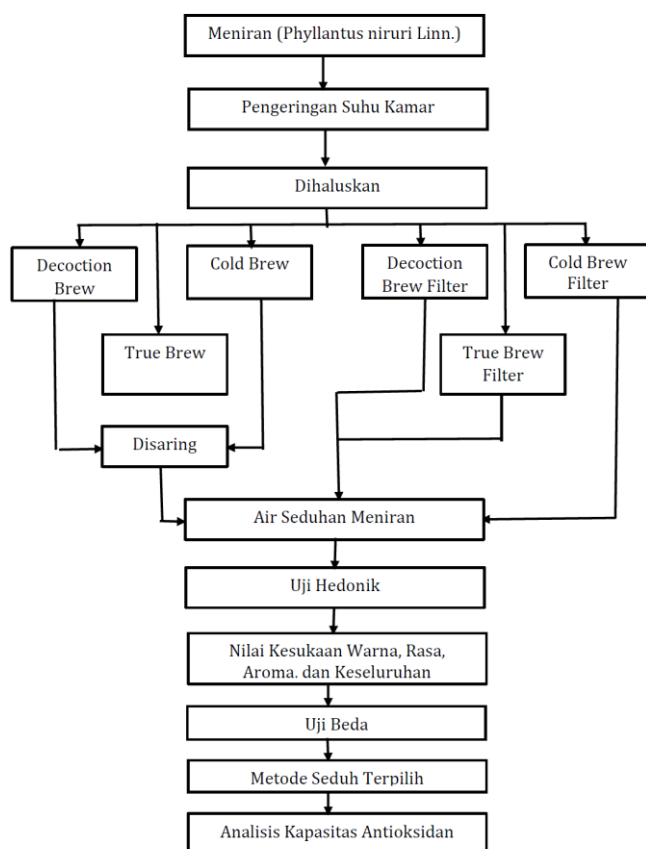 Meniran (Phyllantus niruri Linn.)
Pengeringan Suhu Kamar
Dihaluskan
Decoction
Brew
Cold Brew
Decoction
Brew Filter
Cold Brew
Filter
True Brew
True Brew
Filter
Disaring
Air Seduhan Meniran
Uji Hedonik
Nilai Kesukaan Warna, Rasa,
Aroma. dan Keseluruhan
Uji Beda
Metode Seduh Terpilih
Analisis Kapasitas Antioksidan